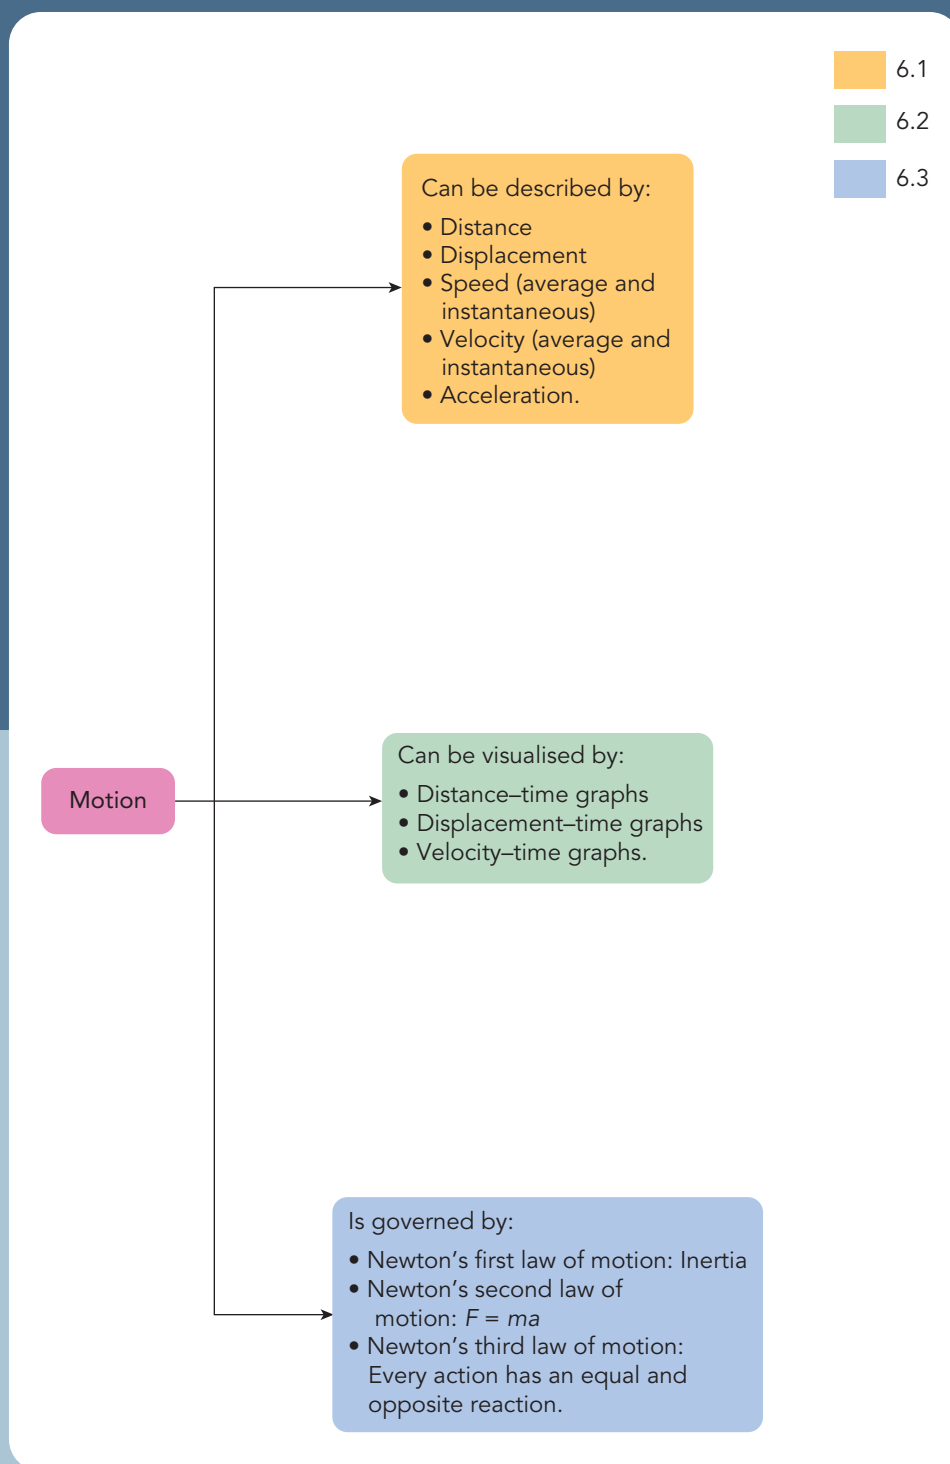 6.1
6.2
6.3
Can be described by:
• Distance
• Displacement
• Speed (average and
instantaneous)
• Velocity (average and
instantaneous)
• Acceleration.
Motion
Can be visualised by:
• Distance–time graphs
• Displacement–time graphs
• Velocity–time graphs.
Is governed by:
• Newton’s first law of motion: Inertia
• Newton’s second law of
motion: F = ma
• Newton’s third law of motion:
Every action has an equal and
opposite reaction.